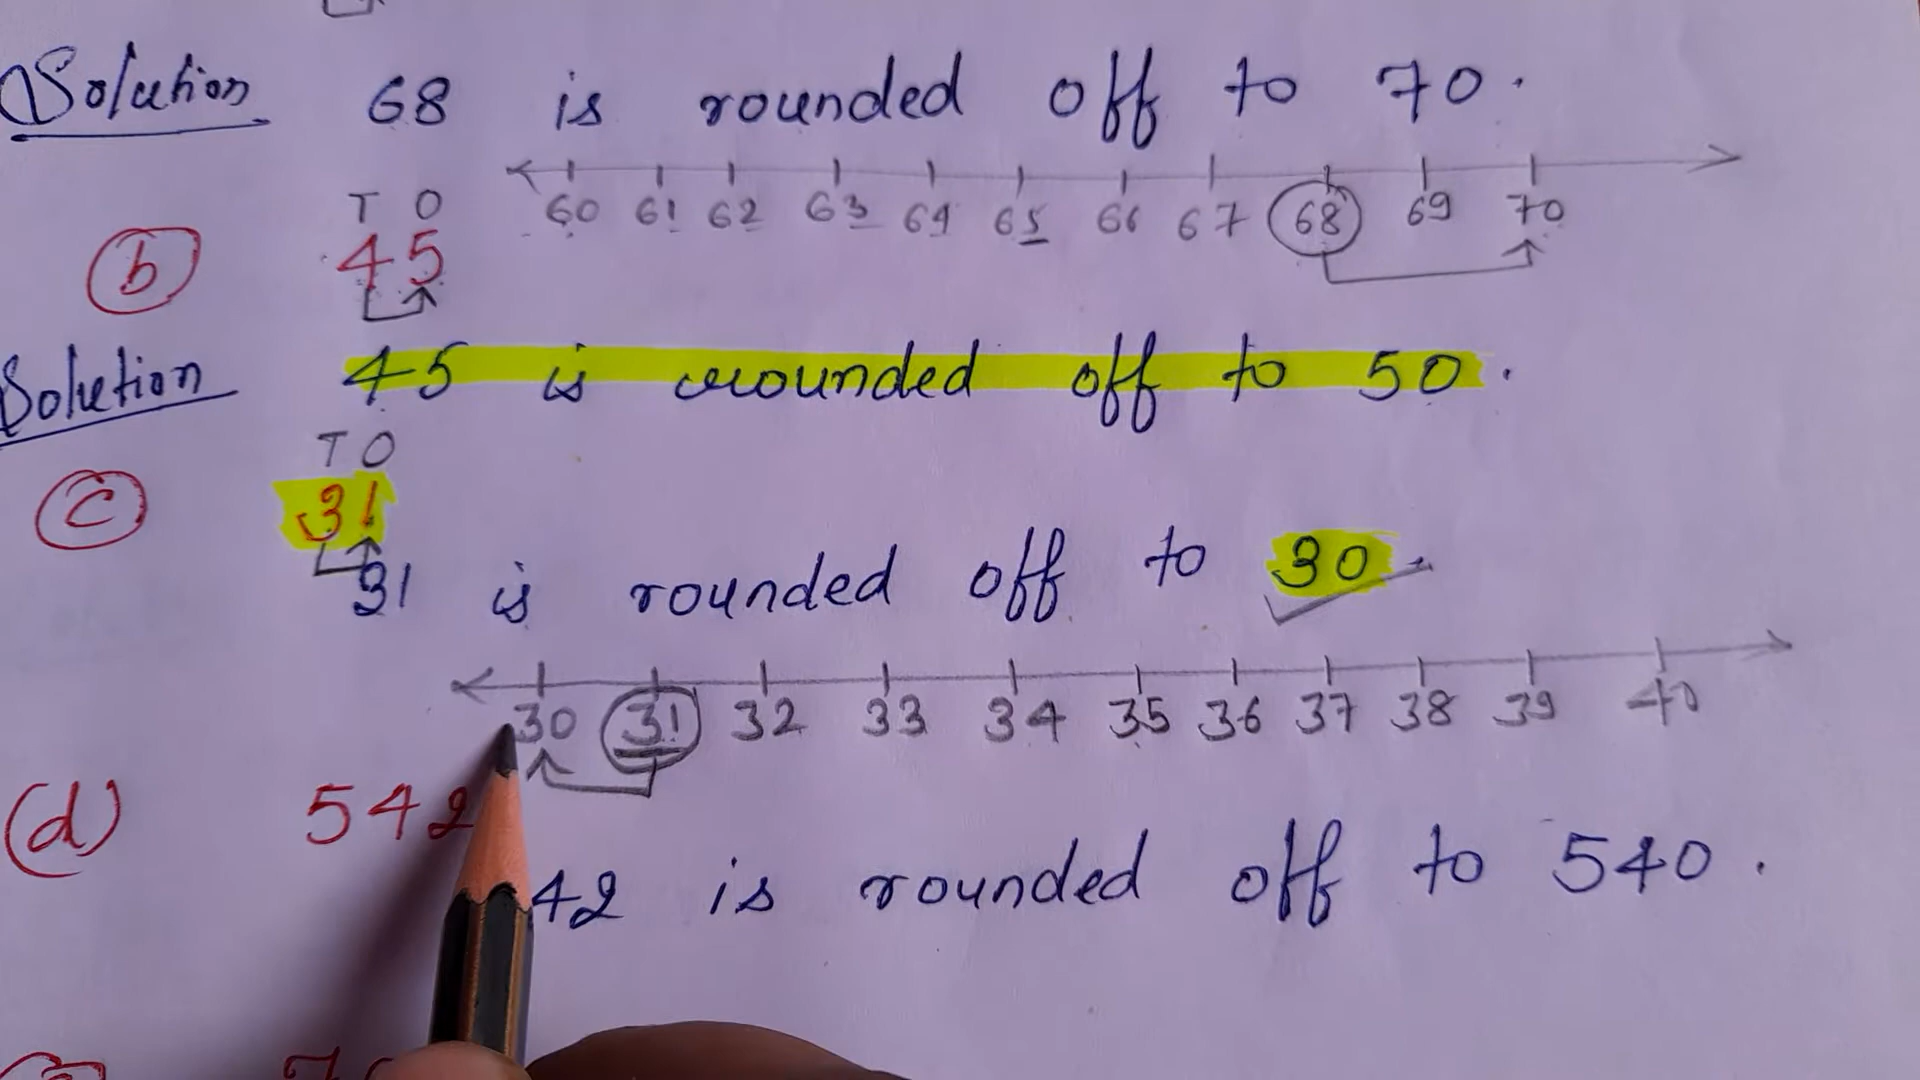 Solution 68 is rounded off to 70.
60 61 62 63 64 65 66 67 68 69 70
T O
(b) 45
Solution 45 is rounded off to 50.
T O
(c) 31
31 is rounded off to 30.
30 31 32 33 34 35 36 37 38 39 40
(d) 542
42 is rounded off to 540.